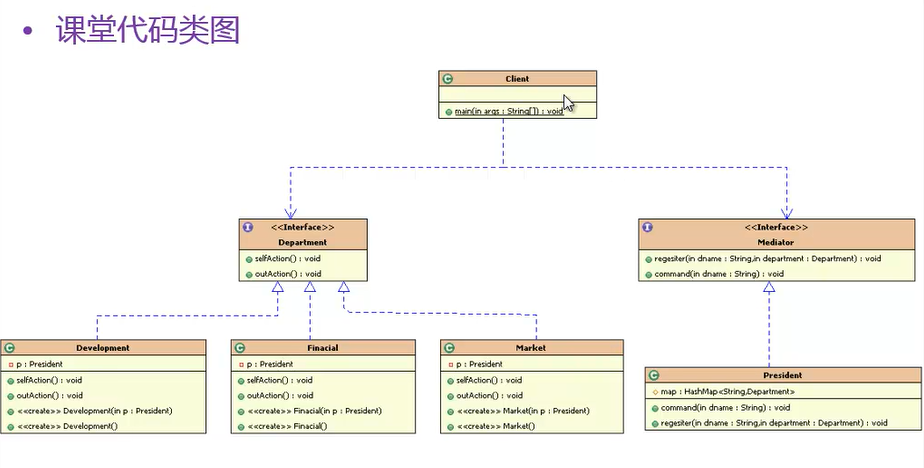 • 课堂代码类图
Client
main(in args : String[]) : void
<<Interface>>
Department
selfAction() : void
outAction() : void
<<Interface>>
Mediator
regesiter(in dname : String,in department : Department) : void
command(in dname : String) : void
Development
p : President
selfAction() : void
outAction() : void
<<create>> Development(in p : President)
<<create>> Development()
Finacial
p : President
selfAction() : void
outAction() : void
<<create>> Finacial(in p : President)
<<create>> Finacial()
Market
p : President
selfAction() : void
outAction() : void
<<create>> Market(in p : President)
<<create>> Market()
President
map : HashMap<String,Department>
command(in dname : String) : void
regesiter(in dname : String,in department : Department) : void